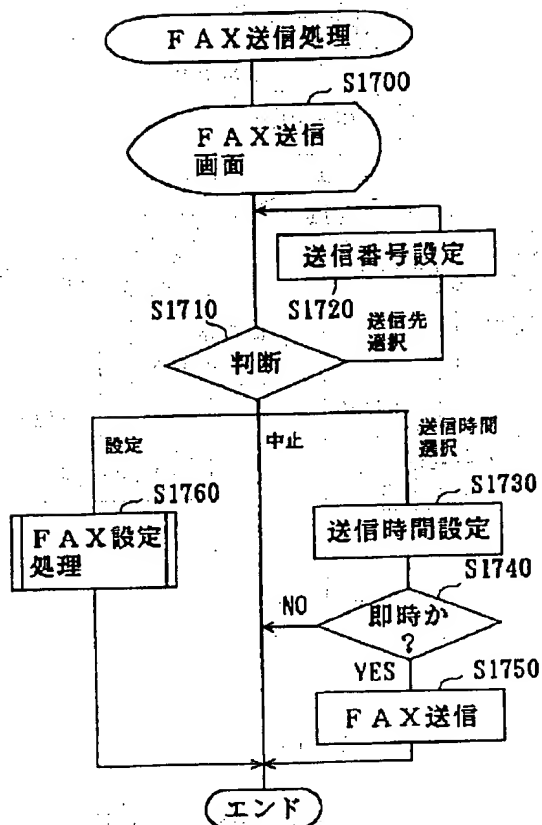 FAX送信処理
S1700
FAX送信
画面
送信番号設定
S1720
S1710
送信先
選択
判断
設定
中止
送信時間
選択
S1760
S1730
FAX設定
処理
送信時間設定
S1740
NO
即時か
?
YES
S1750
FAX送信
エンド